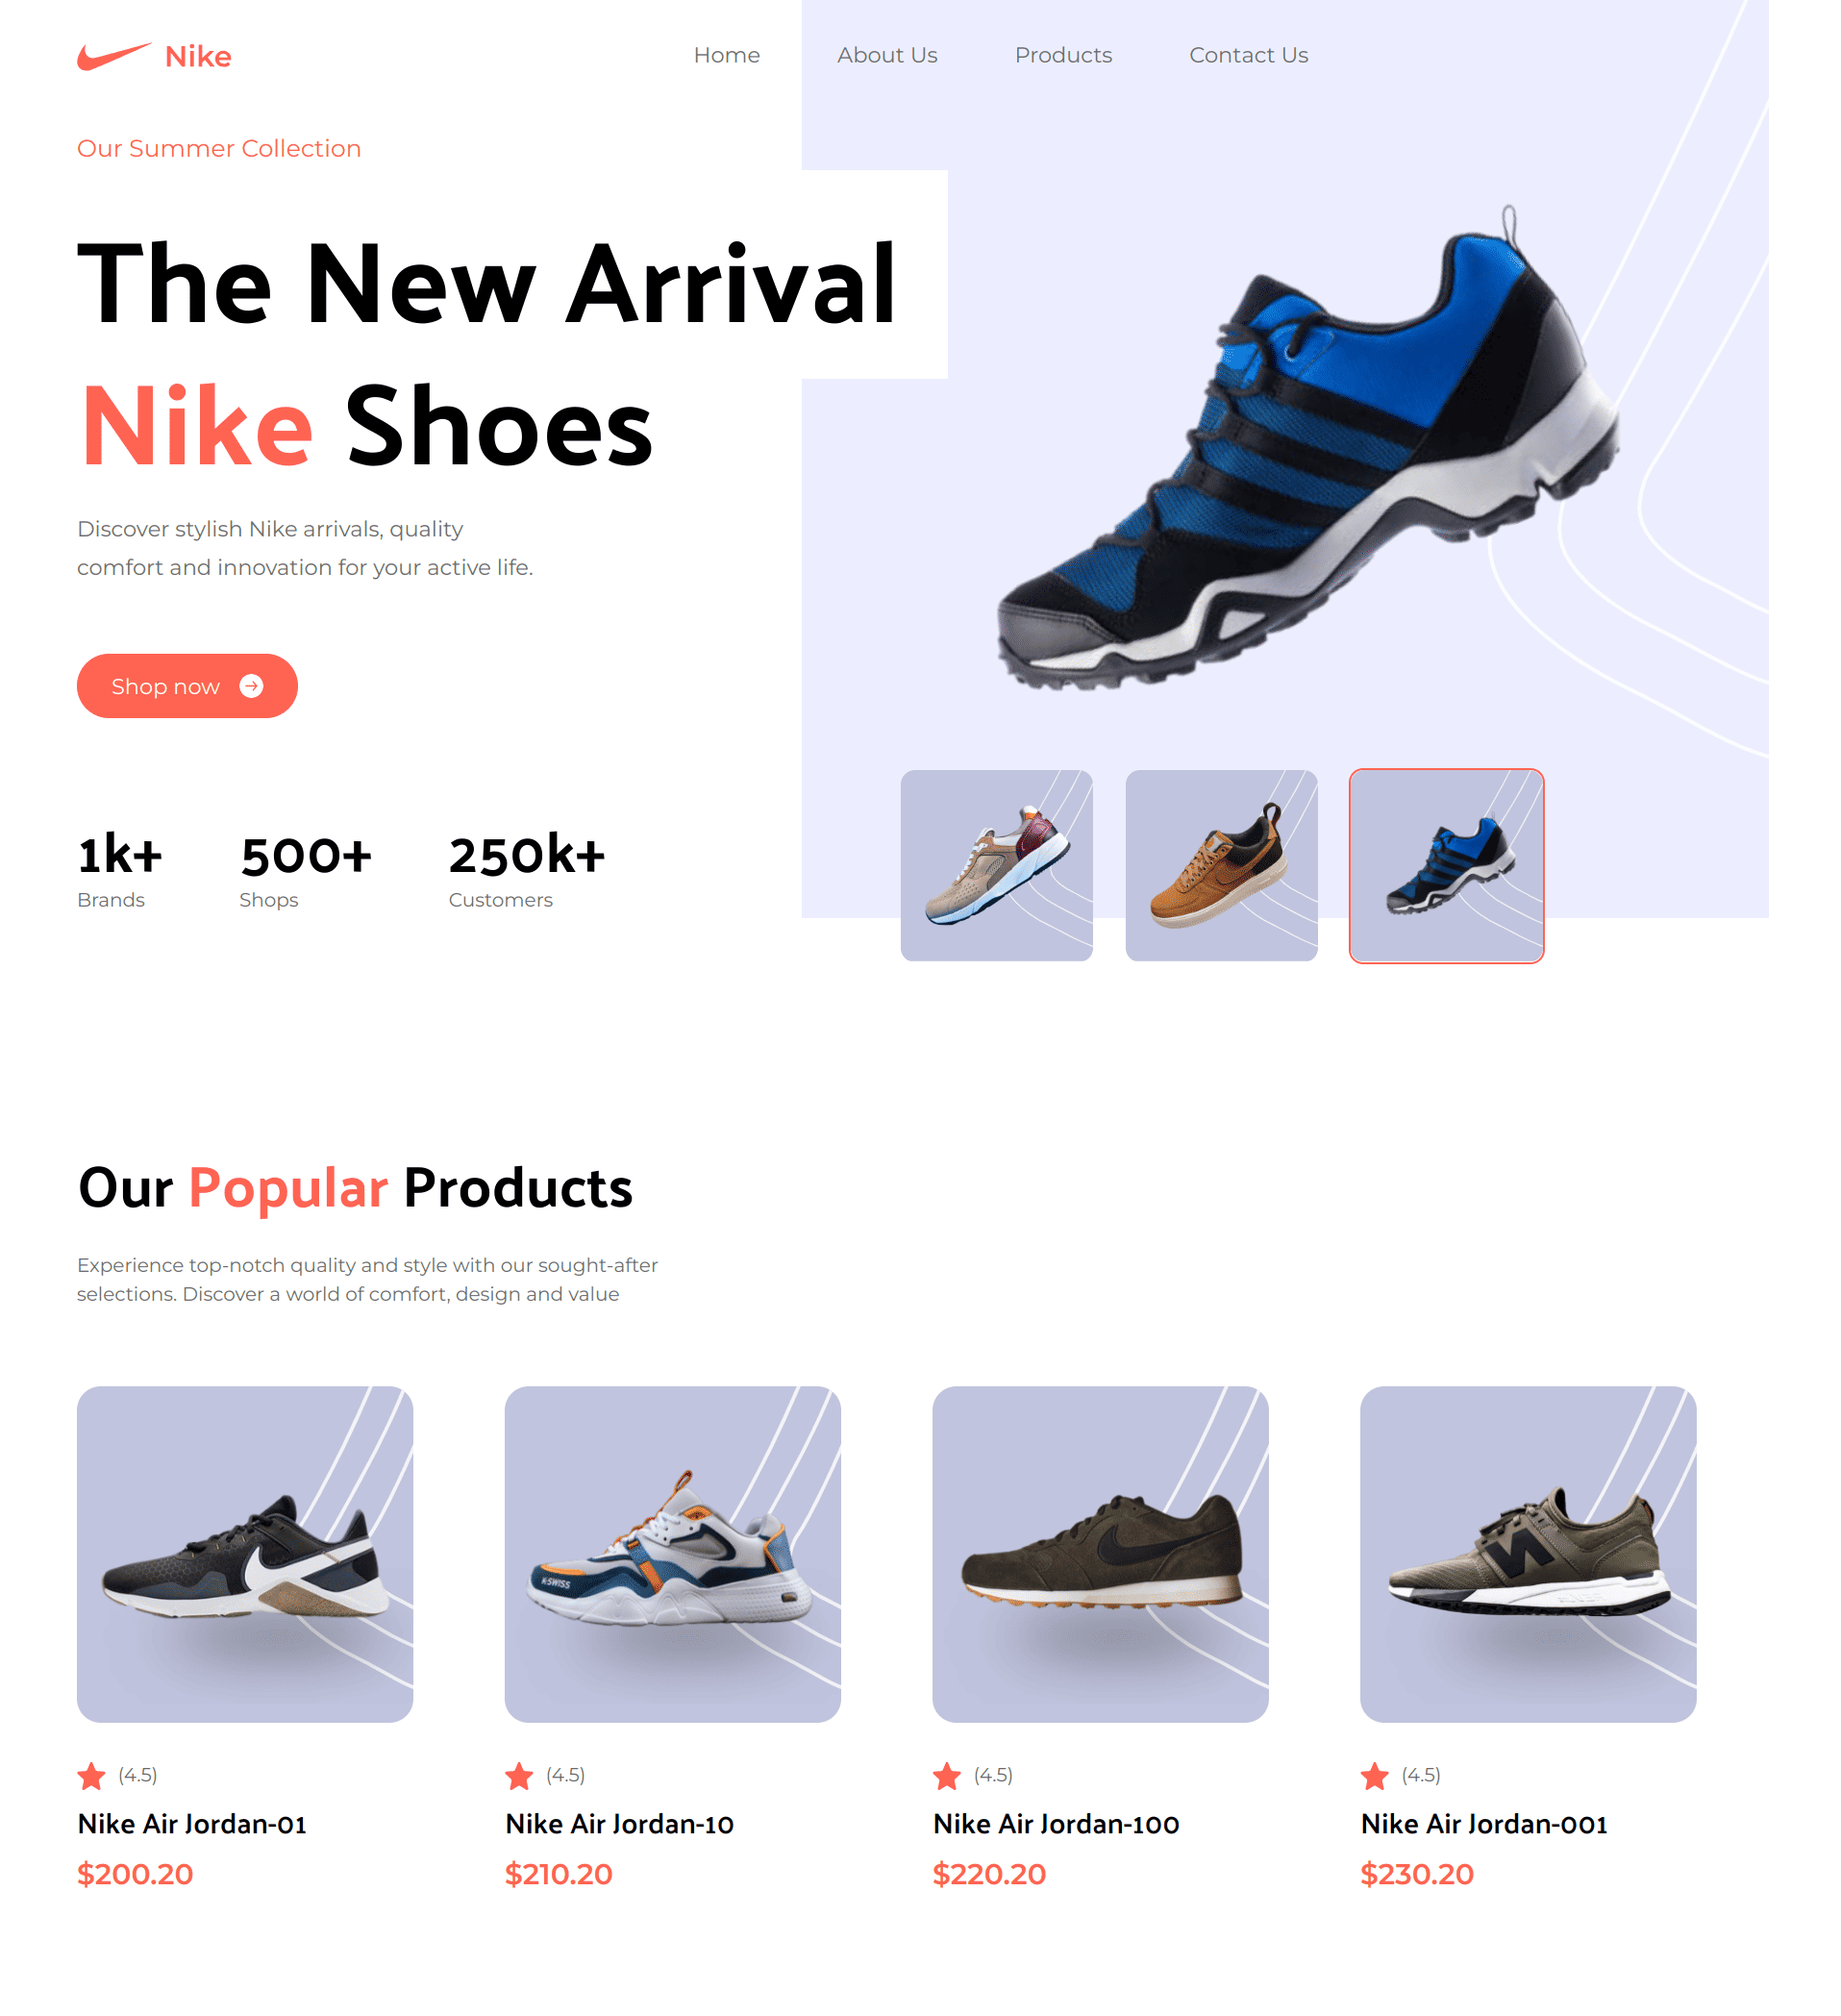 Nike
Home About Us Products Contact Us
Our Summer Collection
The New Arrival
Nike Shoes
Discover stylish Nike arrivals, quality
comfort and innovation for your active life.
Shop now
1k+ 500+ 250k+
Brands Shops Customers
Our Popular Products
Experience top-notch quality and style with our sought-after
selections. Discover a world of comfort, design and value
K-SWISS
N
(4.5) (4.5) (4.5) (4.5)
Nike Air Jordan-01 Nike Air Jordan-10 Nike Air Jordan-100 Nike Air Jordan-001
$200.20 $210.20 $220.20 $230.20